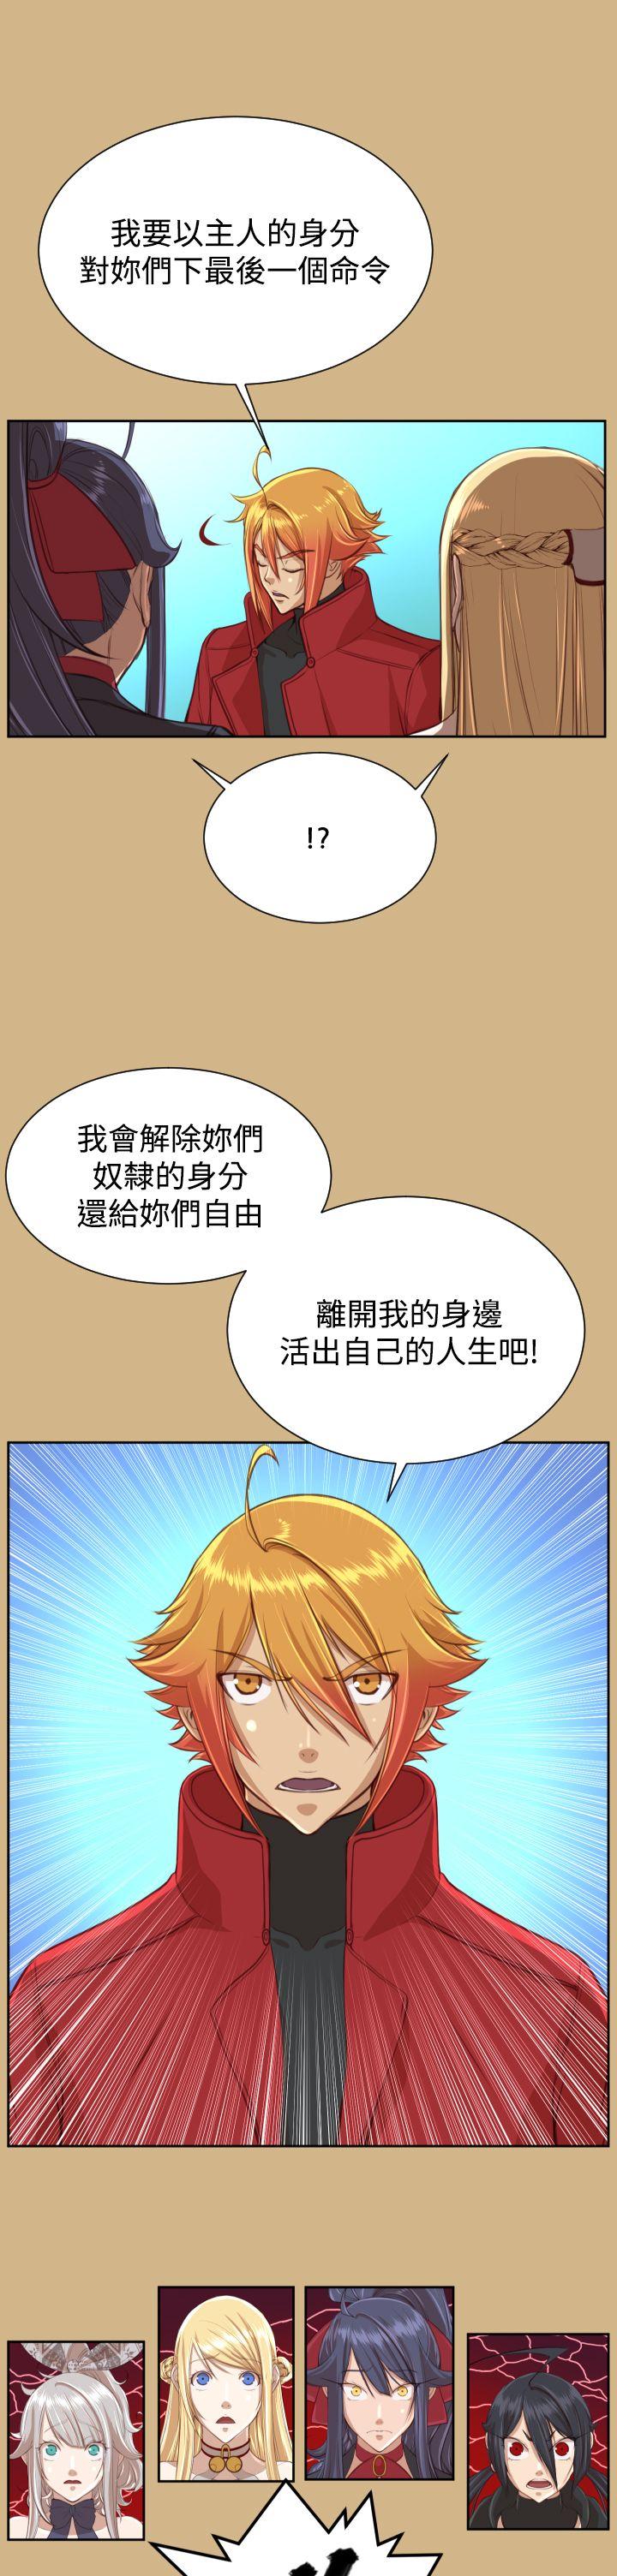 我要以主人的身分
對妳們下最後一個命令
!?
我會解除妳們
奴隸的身分
還給妳們自由
離開我的身邊
活出自己的人生吧!